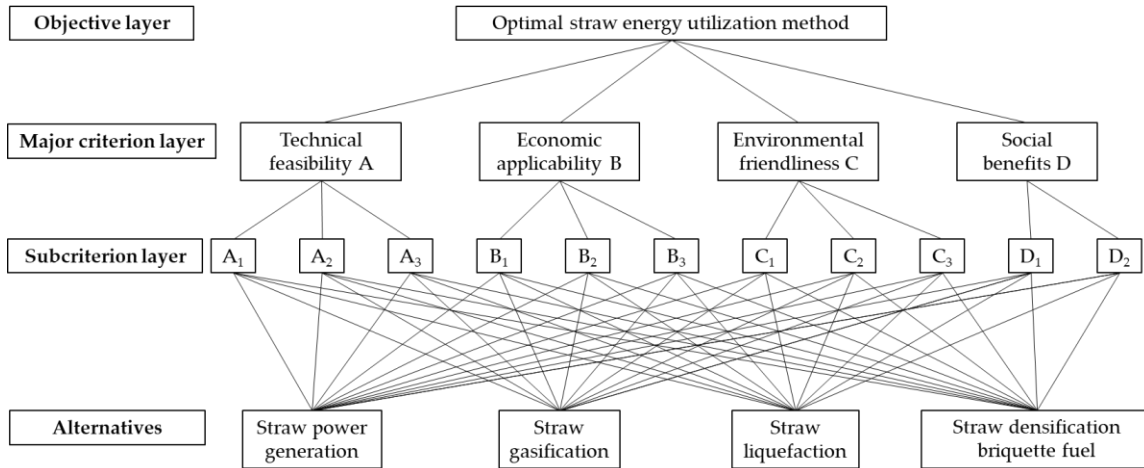 Objective layer
Optimal straw energy utilization method
Major criterion layer
Technical
feasibility A
Economic
applicability B
Environmental
friendliness C
Social
benefits D
Subcriterion layer
A₁
A₂
A₃
B₁
B₂
B₃
C₁
C₂
C₃
D₁
D₂
Alternatives
Straw power
generation
Straw
gasification
Straw
liquefaction
Straw densification
briquette fuel